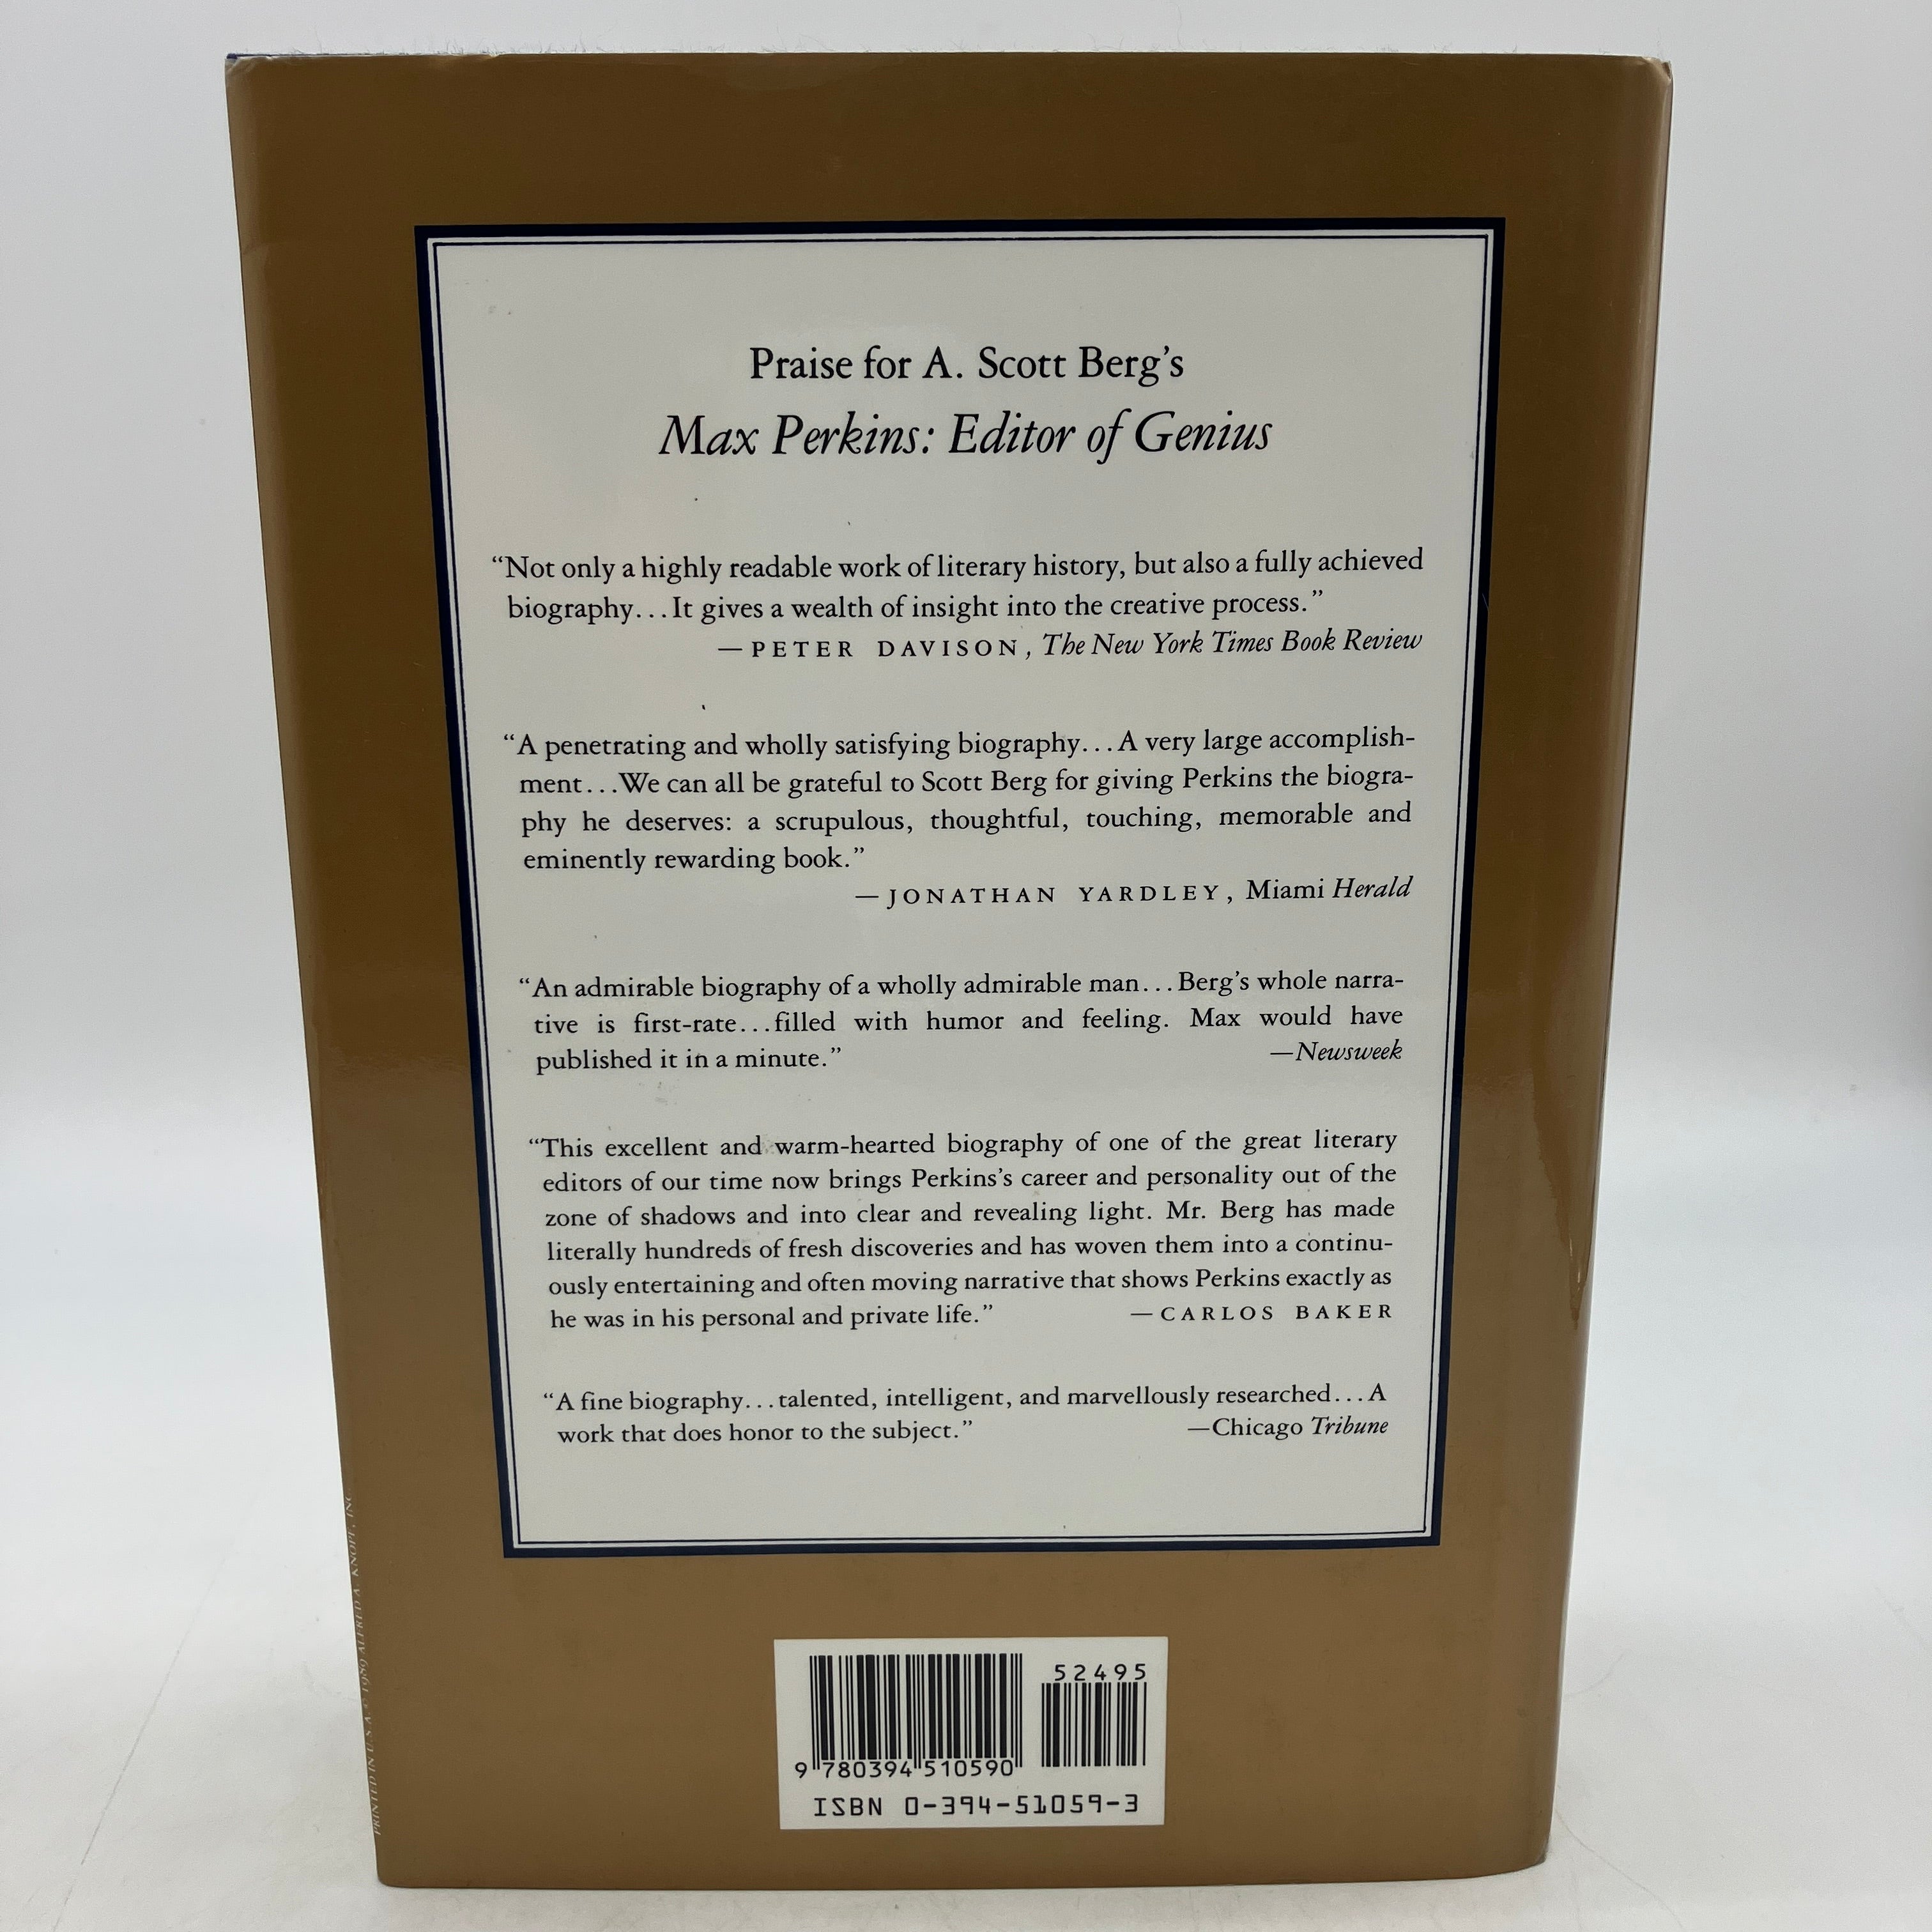 Praise for A. Scott Berg's
Max Perkins: Editor of Genius
“Not only a highly readable work of literary history, but also a fully achieved
biography...It gives a wealth of insight into the creative process.”
—PETER DAVISON, The New York Times Book Review
“A penetrating and wholly satisfying biography...A very large accomplish-
ment...We can all be grateful to Scott Berg for giving Perkins the biogra-
phy he deserves: a scrupulous, thoughtful, touching, memorable and
eminently rewarding book.”
—JONATHAN YARDLEY, Miami Herald
“An admirable biography of a wholly admirable man...Berg's whole narra-
tive is first-rate...filled with humor and feeling. Max would have
published it in a minute.” —Newsweek
“This excellent and warm-hearted biography of one of the great literary
editors of our time now brings Perkins's career and personality out of the
zone of shadows and into clear and revealing light. Mr. Berg has made
literally hundreds of fresh discoveries and has woven them into a continu-
ously entertaining and often moving narrative that shows Perkins exactly as
he was in his personal and private life.” —CARLOS BAKER
“A fine biography...talented, intelligent, and marvellously researched...A
work that does honor to the subject.” —Chicago Tribune
PRINTED IN U.S.A. © 1989 ALFRED A. KNOPF, INC
52495
9 780394 510590
ISBN 0-394-51059-3